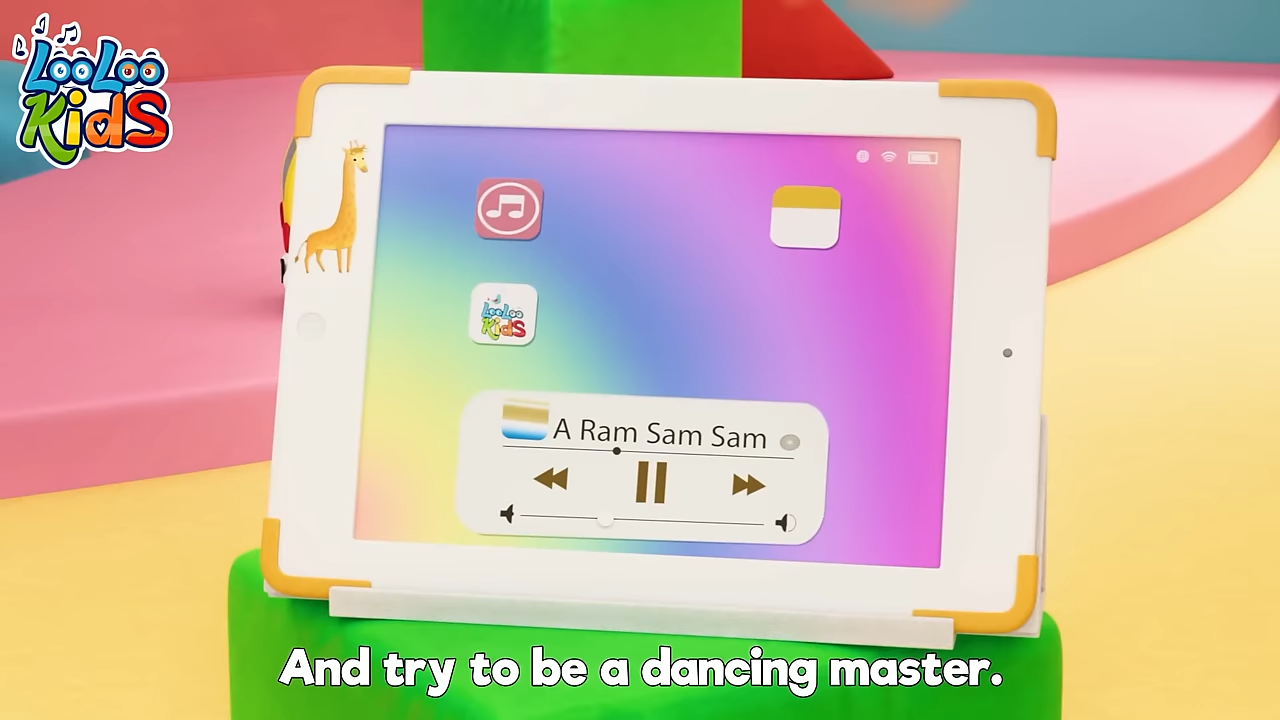 LooLoo
Kids
LooLoo
Kids
A Ram Sam Sam
And try to be a dancing master.